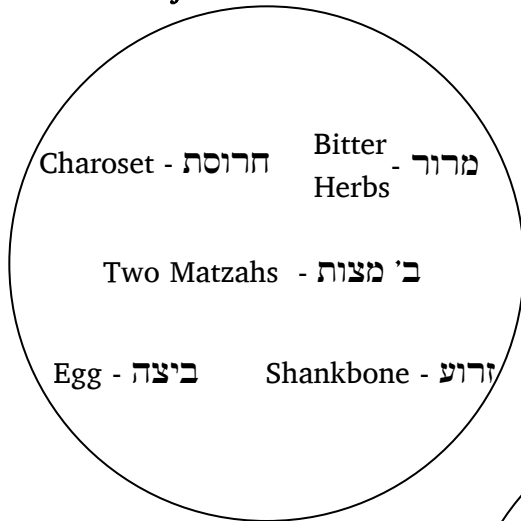 Charoset - חרוסת
Bitter Herbs - מרור
Two Matzahs - ב' מצות
Egg - ביצה
Shankbone - זרוע